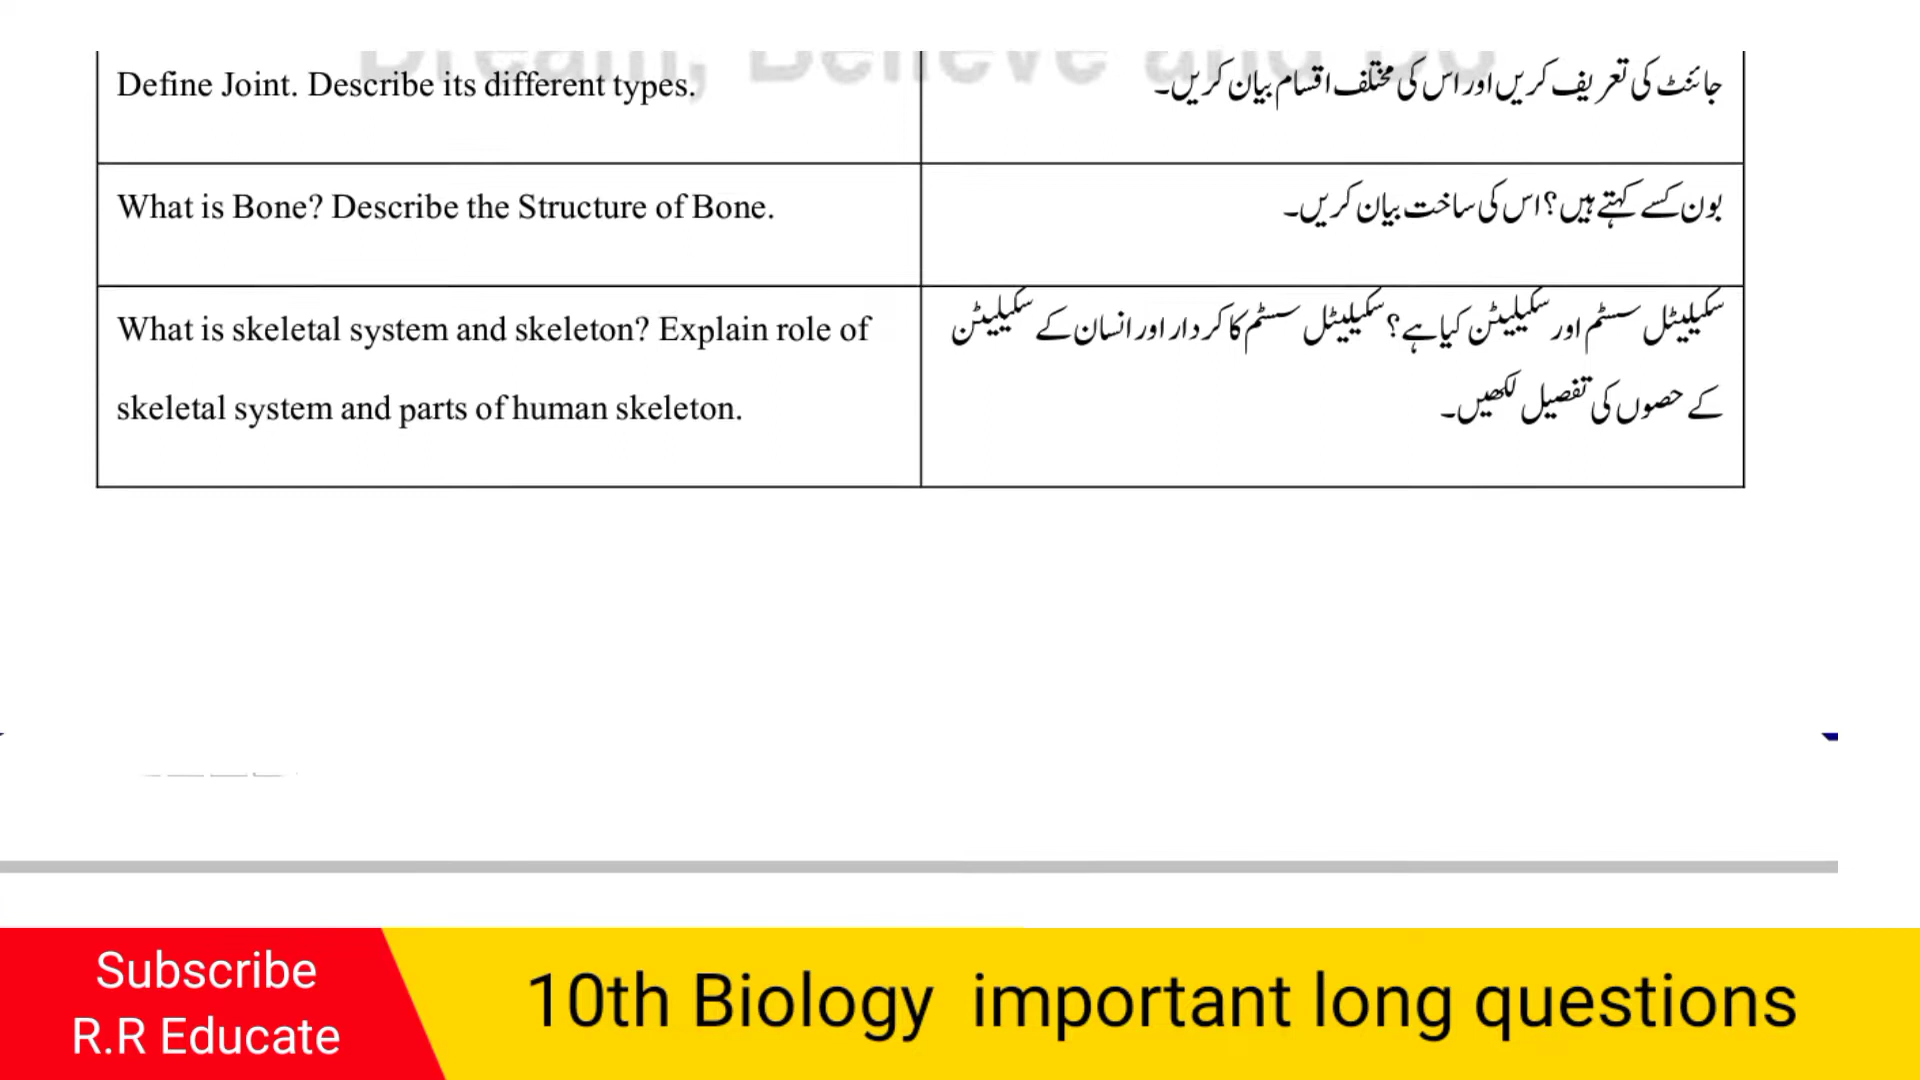 Dream, Believe and Do
Define Joint. Describe its different types.
جائنٹ کی تعریف کریں اور اس کی مختلف اقسام بیان کریں۔
What is Bone? Describe the Structure of Bone.
بون کسے کہتے ہیں؟ اس کی ساخت بیان کریں۔
What is skeletal system and skeleton? Explain role of
skeletal system and parts of human skeleton.
سکیلیٹل سسٹم اور سکیلیٹن کیا ہے؟ سکیلیٹل سسٹم کا کردار اور انسان کے سکیلیٹن
کے حصوں کی تفصیل لکھیں۔
Subscribe
R.R Educate
10th Biology important long questions